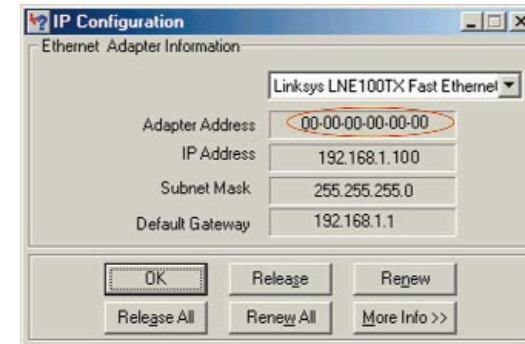 IP Configuration
Ethernet Adapter Information
Linksys LNE100TX Fast Ethernet
Adapter Address 00-00-00-00-00-00
IP Address 192.168.1.100
Subnet Mask 255.255.255.0
Default Gateway 192.168.1.1
OK Release Renew
Release All Renew All More Info >>